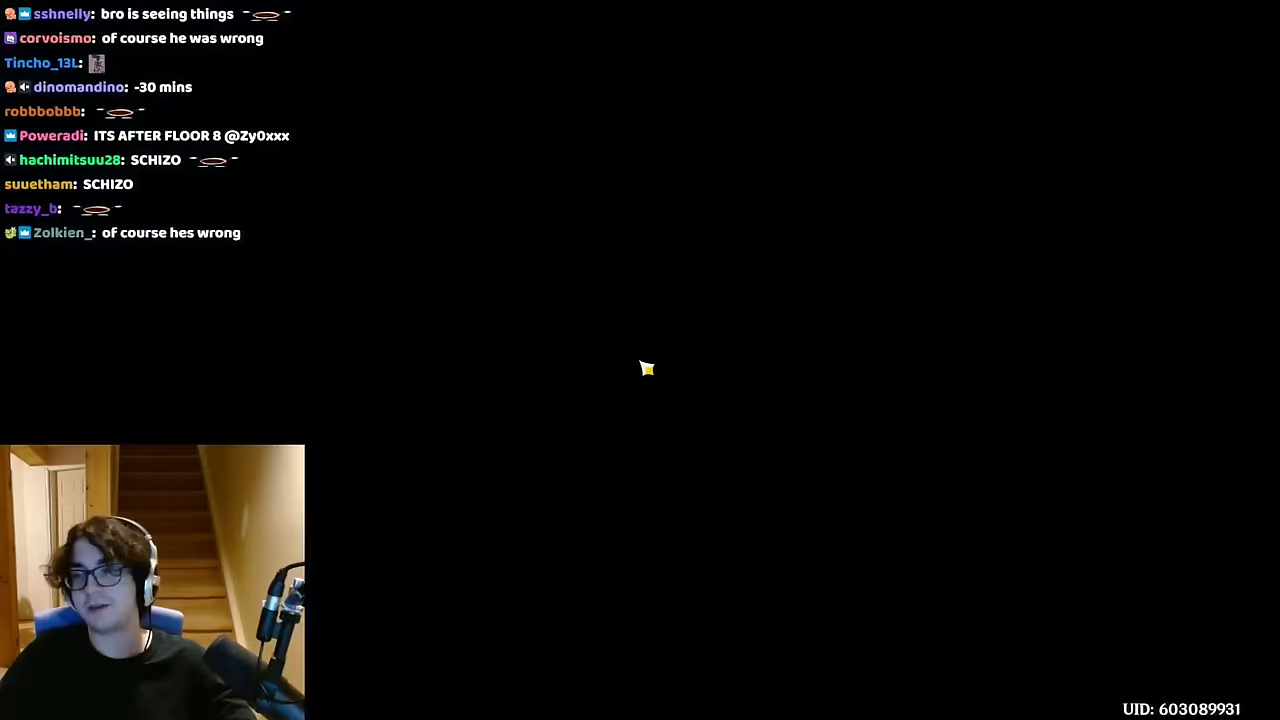 sshnelly: bro is seeing things
corvoismo: of course he was wrong
Tincho_13L:
dinomandino: -30 mins
robbbobbb:
Poweradi: ITS AFTER FLOOR 8 @Zy0xxx
hachimitsuu28: SCHIZO
suuetham: SCHIZO
tazzy_b:
Zolkien_: of course hes wrong
UID: 603089931